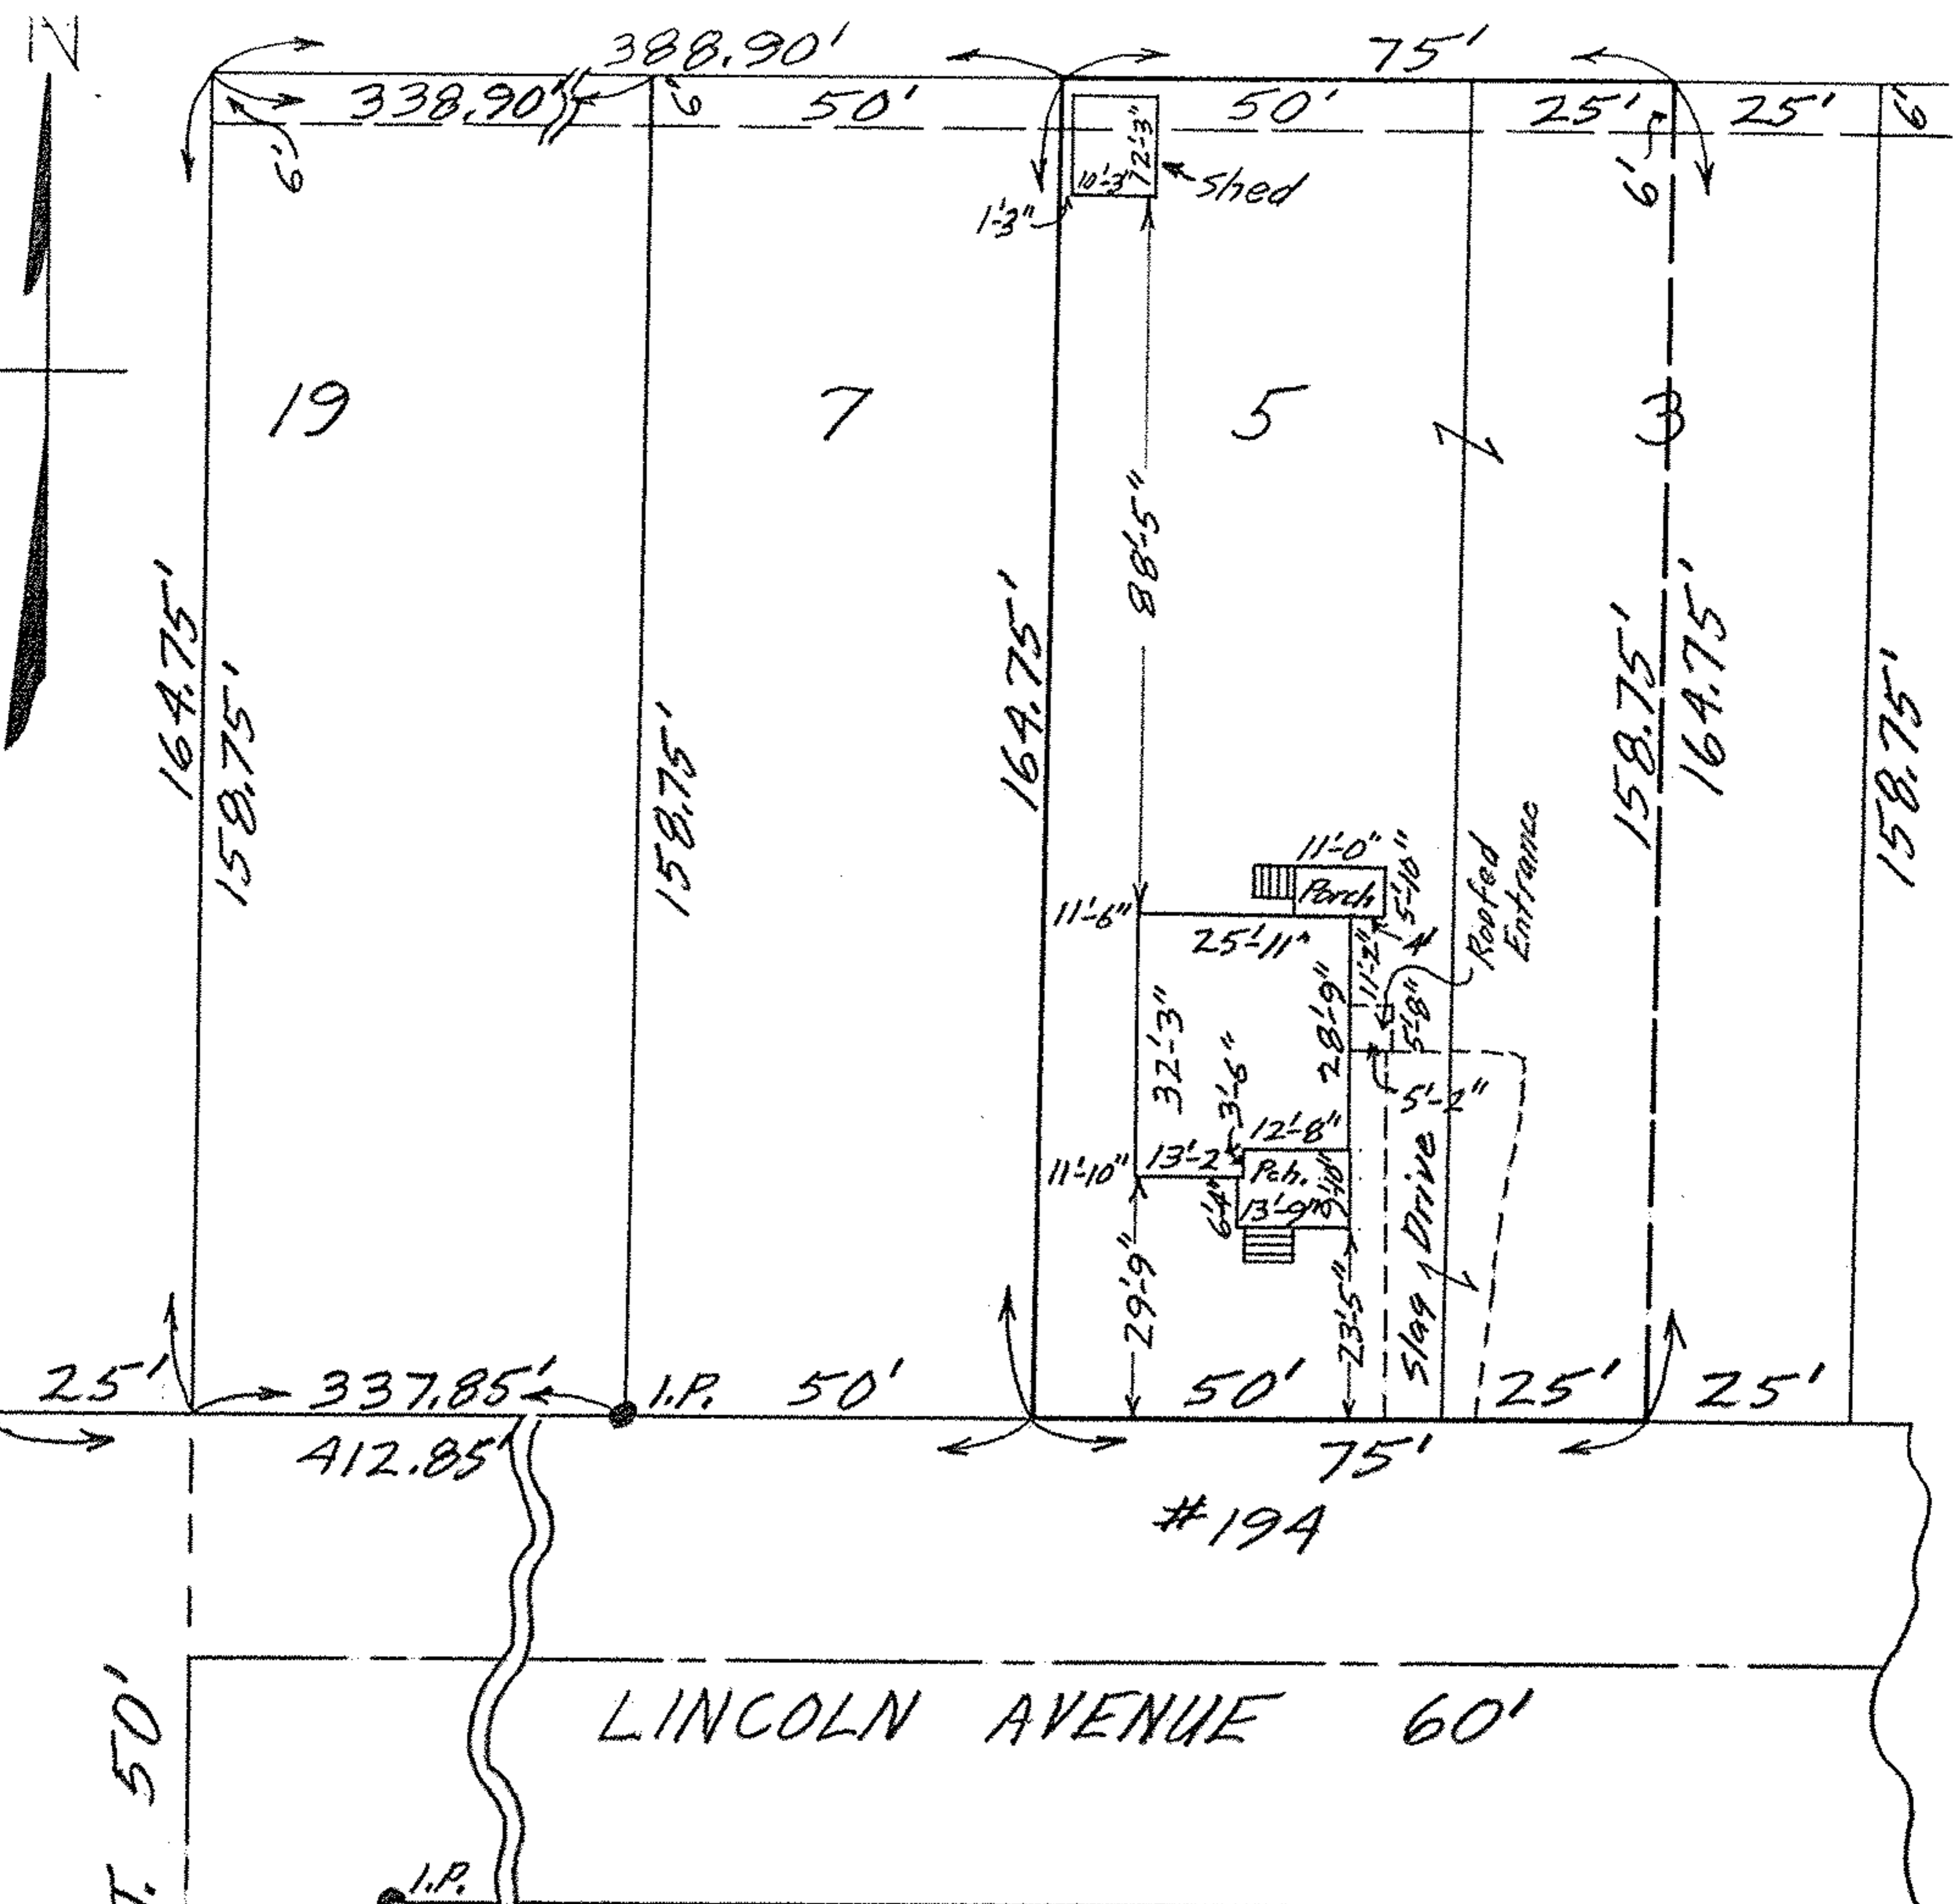 N
388.90' 75'
338.90' 6' 50' 50' 25' 25' 6'
6' 10'-3" 12'-3" Shed 6'
1'-3"
19 7 5 3
88'-5"
164.75' 158.75' 158.75' 164.75' 158.75' 164.75' 158.75'
11'-0" 5'-10" Roofed
Entrance
Porch
11'-6" 25'-11"
11'-2"
32'-3" 28'-9" 5'-8"
3'-6" 5'-2"
12'-8"
11'-10" 13'-2" Pch. 9'-10"
6'-4" 13'-9"
29'-9" 23'-5" Slag Drive
25' 337.85' I.P. 50' 50' 25' 25'
412.85' 75'
#194
LINCOLN AVENUE 60'
T. 50'
I.P.